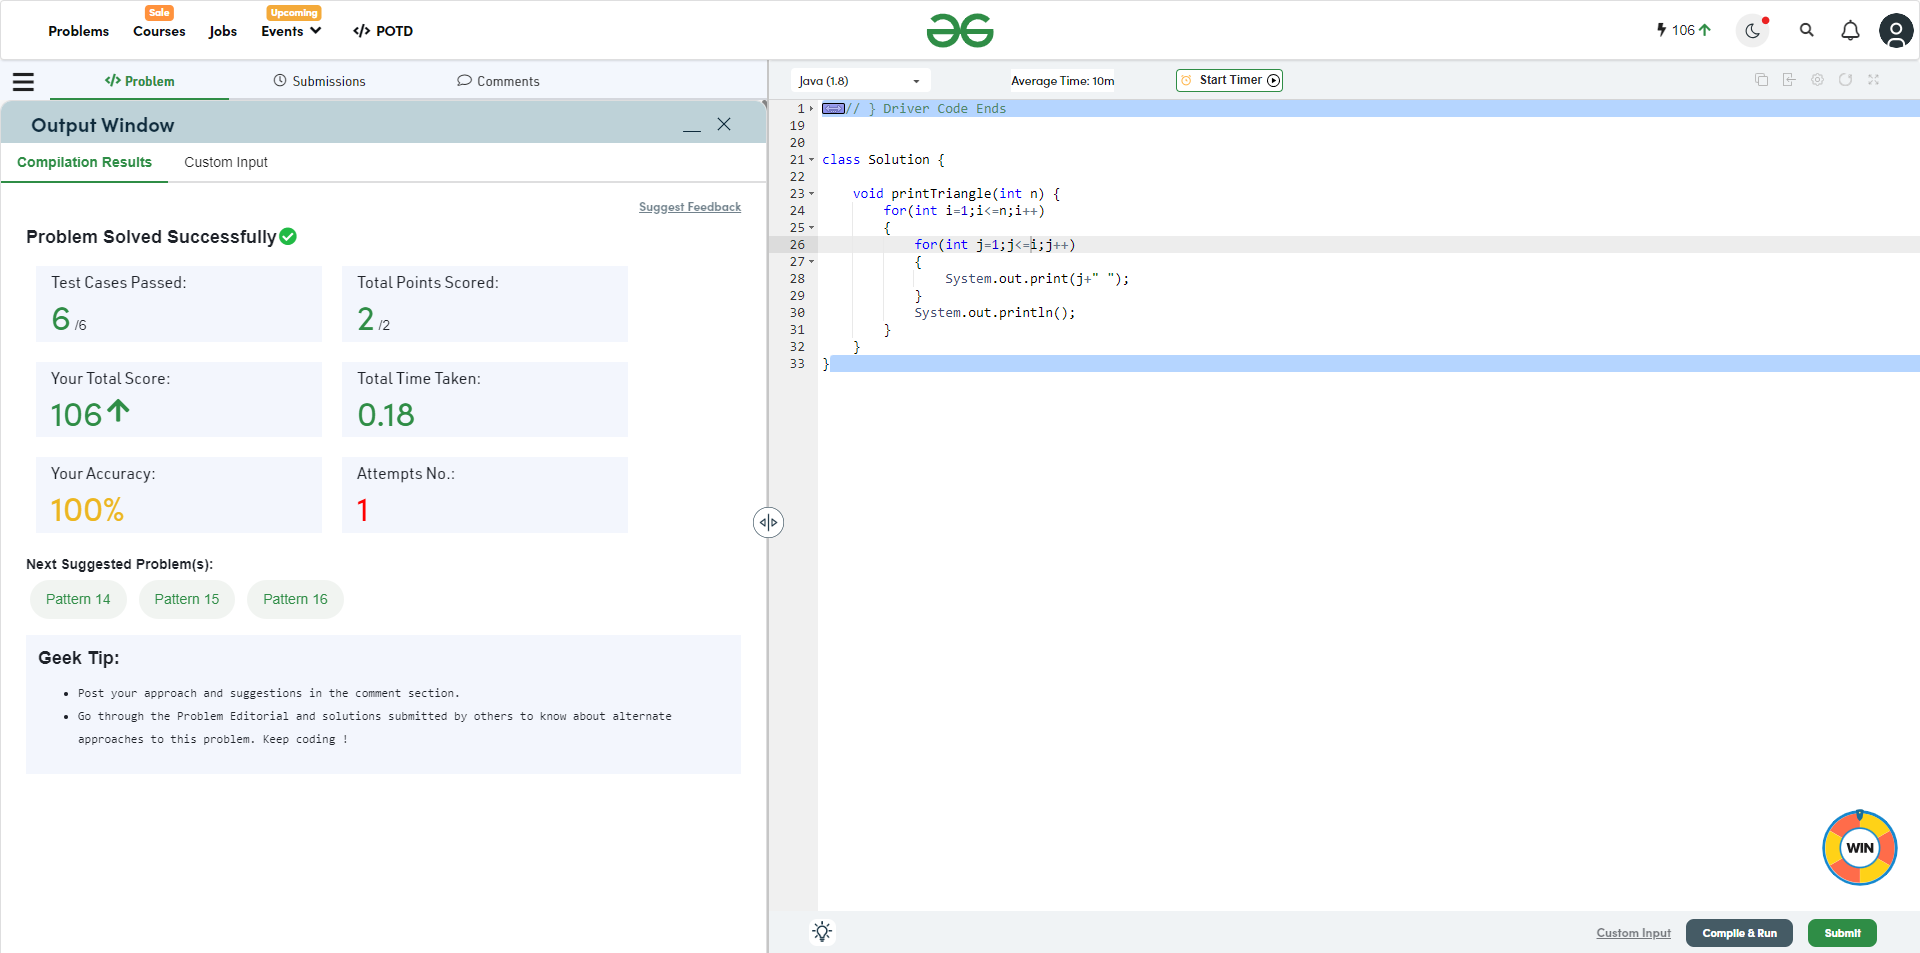 Sale
Upcoming
Problems Courses Jobs Events </> POTD
106
</> Problem Submissions Comments
Java (1.8) Average Time: 10m Start Timer
Output Window
Compilation Results Custom Input
Suggest Feedback
Problem Solved Successfully
Test Cases Passed: Total Points Scored:
6 /6 2 /2
Your Total Score: Total Time Taken:
106 0.18
Your Accuracy: Attempts No.:
100% 1
Next Suggested Problem(s):
Pattern 14 Pattern 15 Pattern 16
Geek Tip:
• Post your approach and suggestions in the comment section.
• Go through the Problem Editorial and solutions submitted by others to know about alternate
approaches to this problem. Keep coding !
1 // } Driver Code Ends
19
20
21 class Solution {
22
23 void printTriangle(int n) {
24 for(int i=1;i<=n;i++)
25 {
26 for(int j=1;j<=i;j++)
27 {
28 System.out.print(j+" ");
29 }
30 System.out.println();
31 }
32 }
33 }
WIN
Custom Input Compile & Run Submit